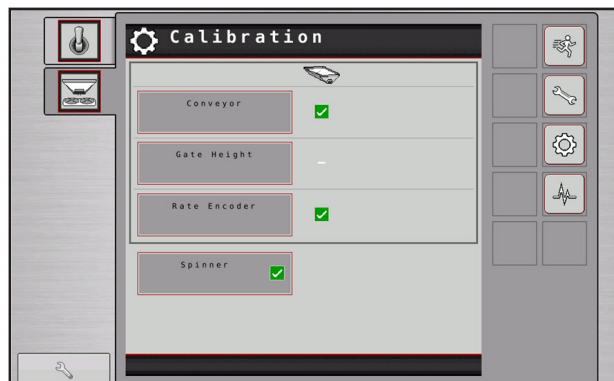 Calibration
Conveyor
Gate Height
Rate Encoder
Spinner